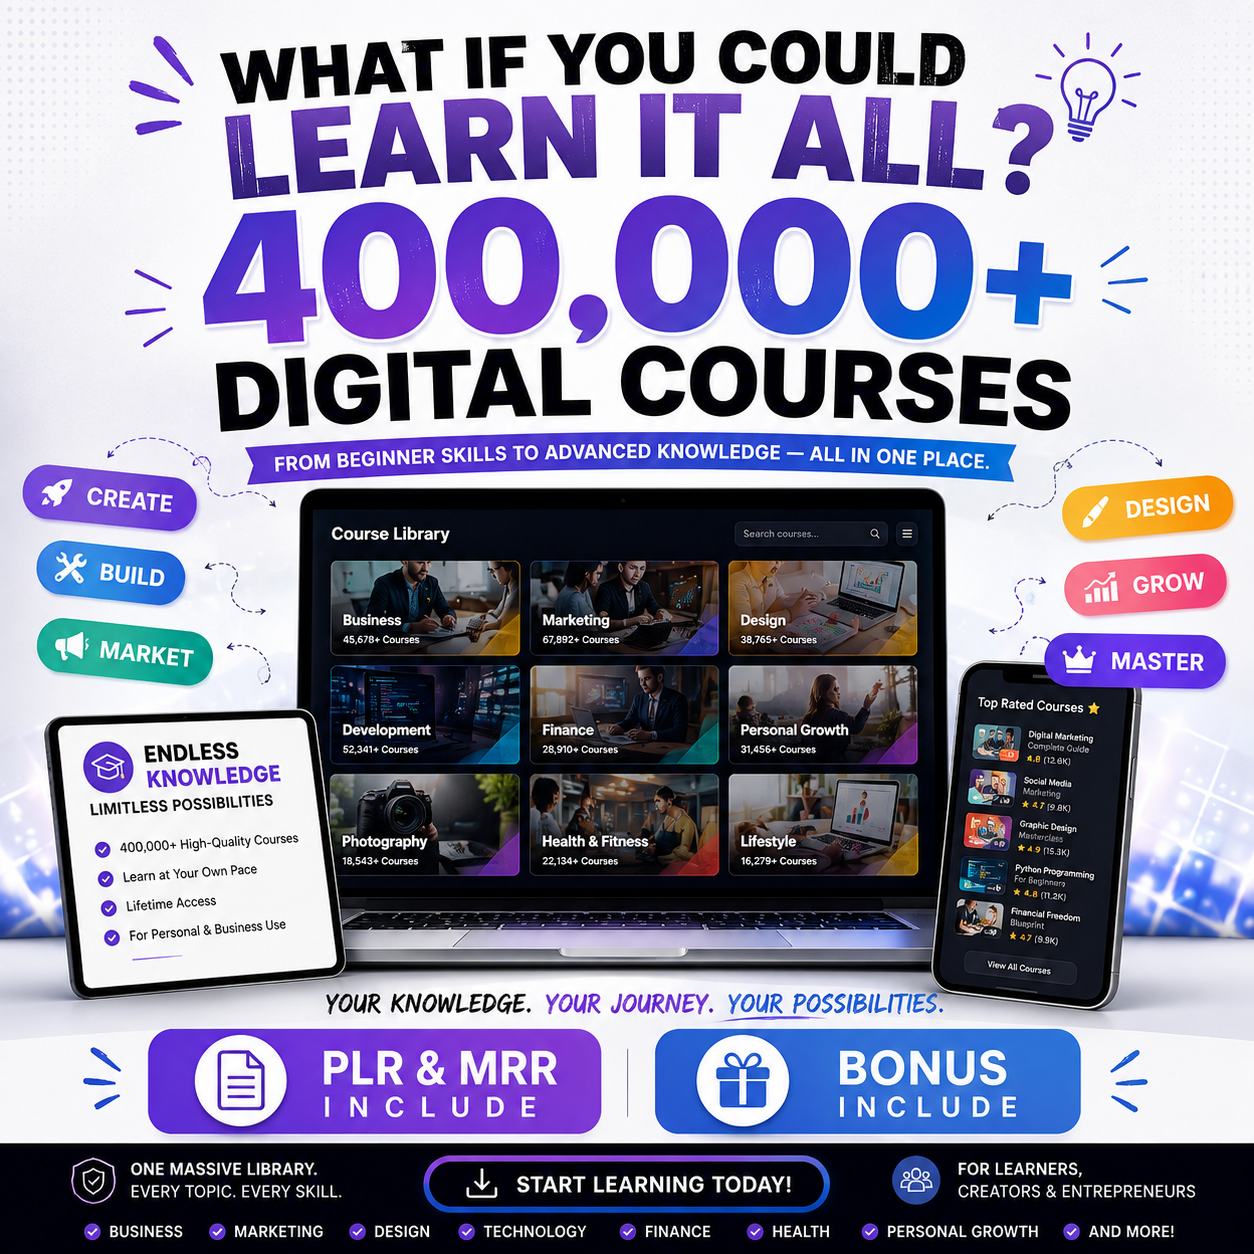 WHAT IF YOU COULD
LEARN IT ALL?
400,000+
DIGITAL COURSES
FROM BEGINNER SKILLS TO ADVANCED KNOWLEDGE — ALL IN ONE PLACE.
CREATE
BUILD
MARKET
DESIGN
GROW
MASTER
Course Library
Search courses...
Business
45,678+ Courses
Marketing
67,892+ Courses
Design
38,765+ Courses
Development
52,341+ Courses
Finance
28,910+ Courses
Personal Growth
31,456+ Courses
Photography
18,543+ Courses
Health & Fitness
22,134+ Courses
Lifestyle
16,279+ Courses
ENDLESS
KNOWLEDGE
LIMITLESS POSSIBILITIES
400,000+ High-Quality Courses
Learn at Your Own Pace
Lifetime Access
For Personal & Business Use
Top Rated Courses
Digital Marketing
Complete Guide
4.8 (12.6K)
Social Media
Marketing
4.7 (9.8K)
Graphic Design
Masterclass
4.9 (15.3K)
Python Programming
For Beginners
4.8 (11.2K)
Financial Freedom
Blueprint
4.7 (9.9K)
View All Courses
YOUR KNOWLEDGE. YOUR JOURNEY. YOUR POSSIBILITIES.
PLR & MRR
INCLUDE
BONUS
INCLUDE
ONE MASSIVE LIBRARY.
EVERY TOPIC. EVERY SKILL.
START LEARNING TODAY!
FOR LEARNERS,
CREATORS & ENTREPRENEURS
BUSINESS
MARKETING
DESIGN
TECHNOLOGY
FINANCE
HEALTH
PERSONAL GROWTH
AND MORE!